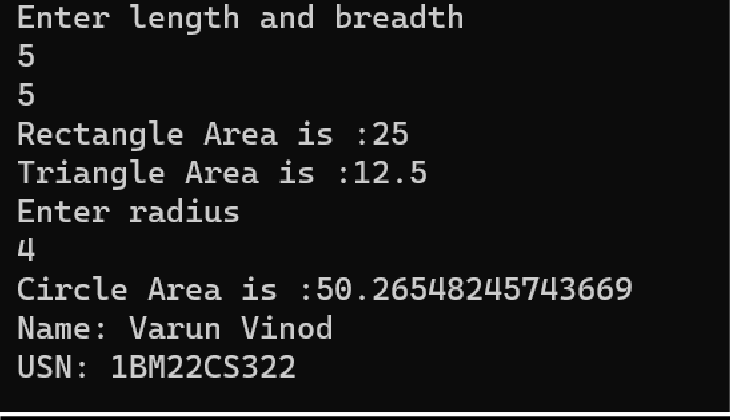 Enter length and breadth
5
5
Rectangle Area is :25
Triangle Area is :12.5
Enter radius
4
Circle Area is :50.26548245743669
Name: Varun Vinod
USN: 1BM22CS322